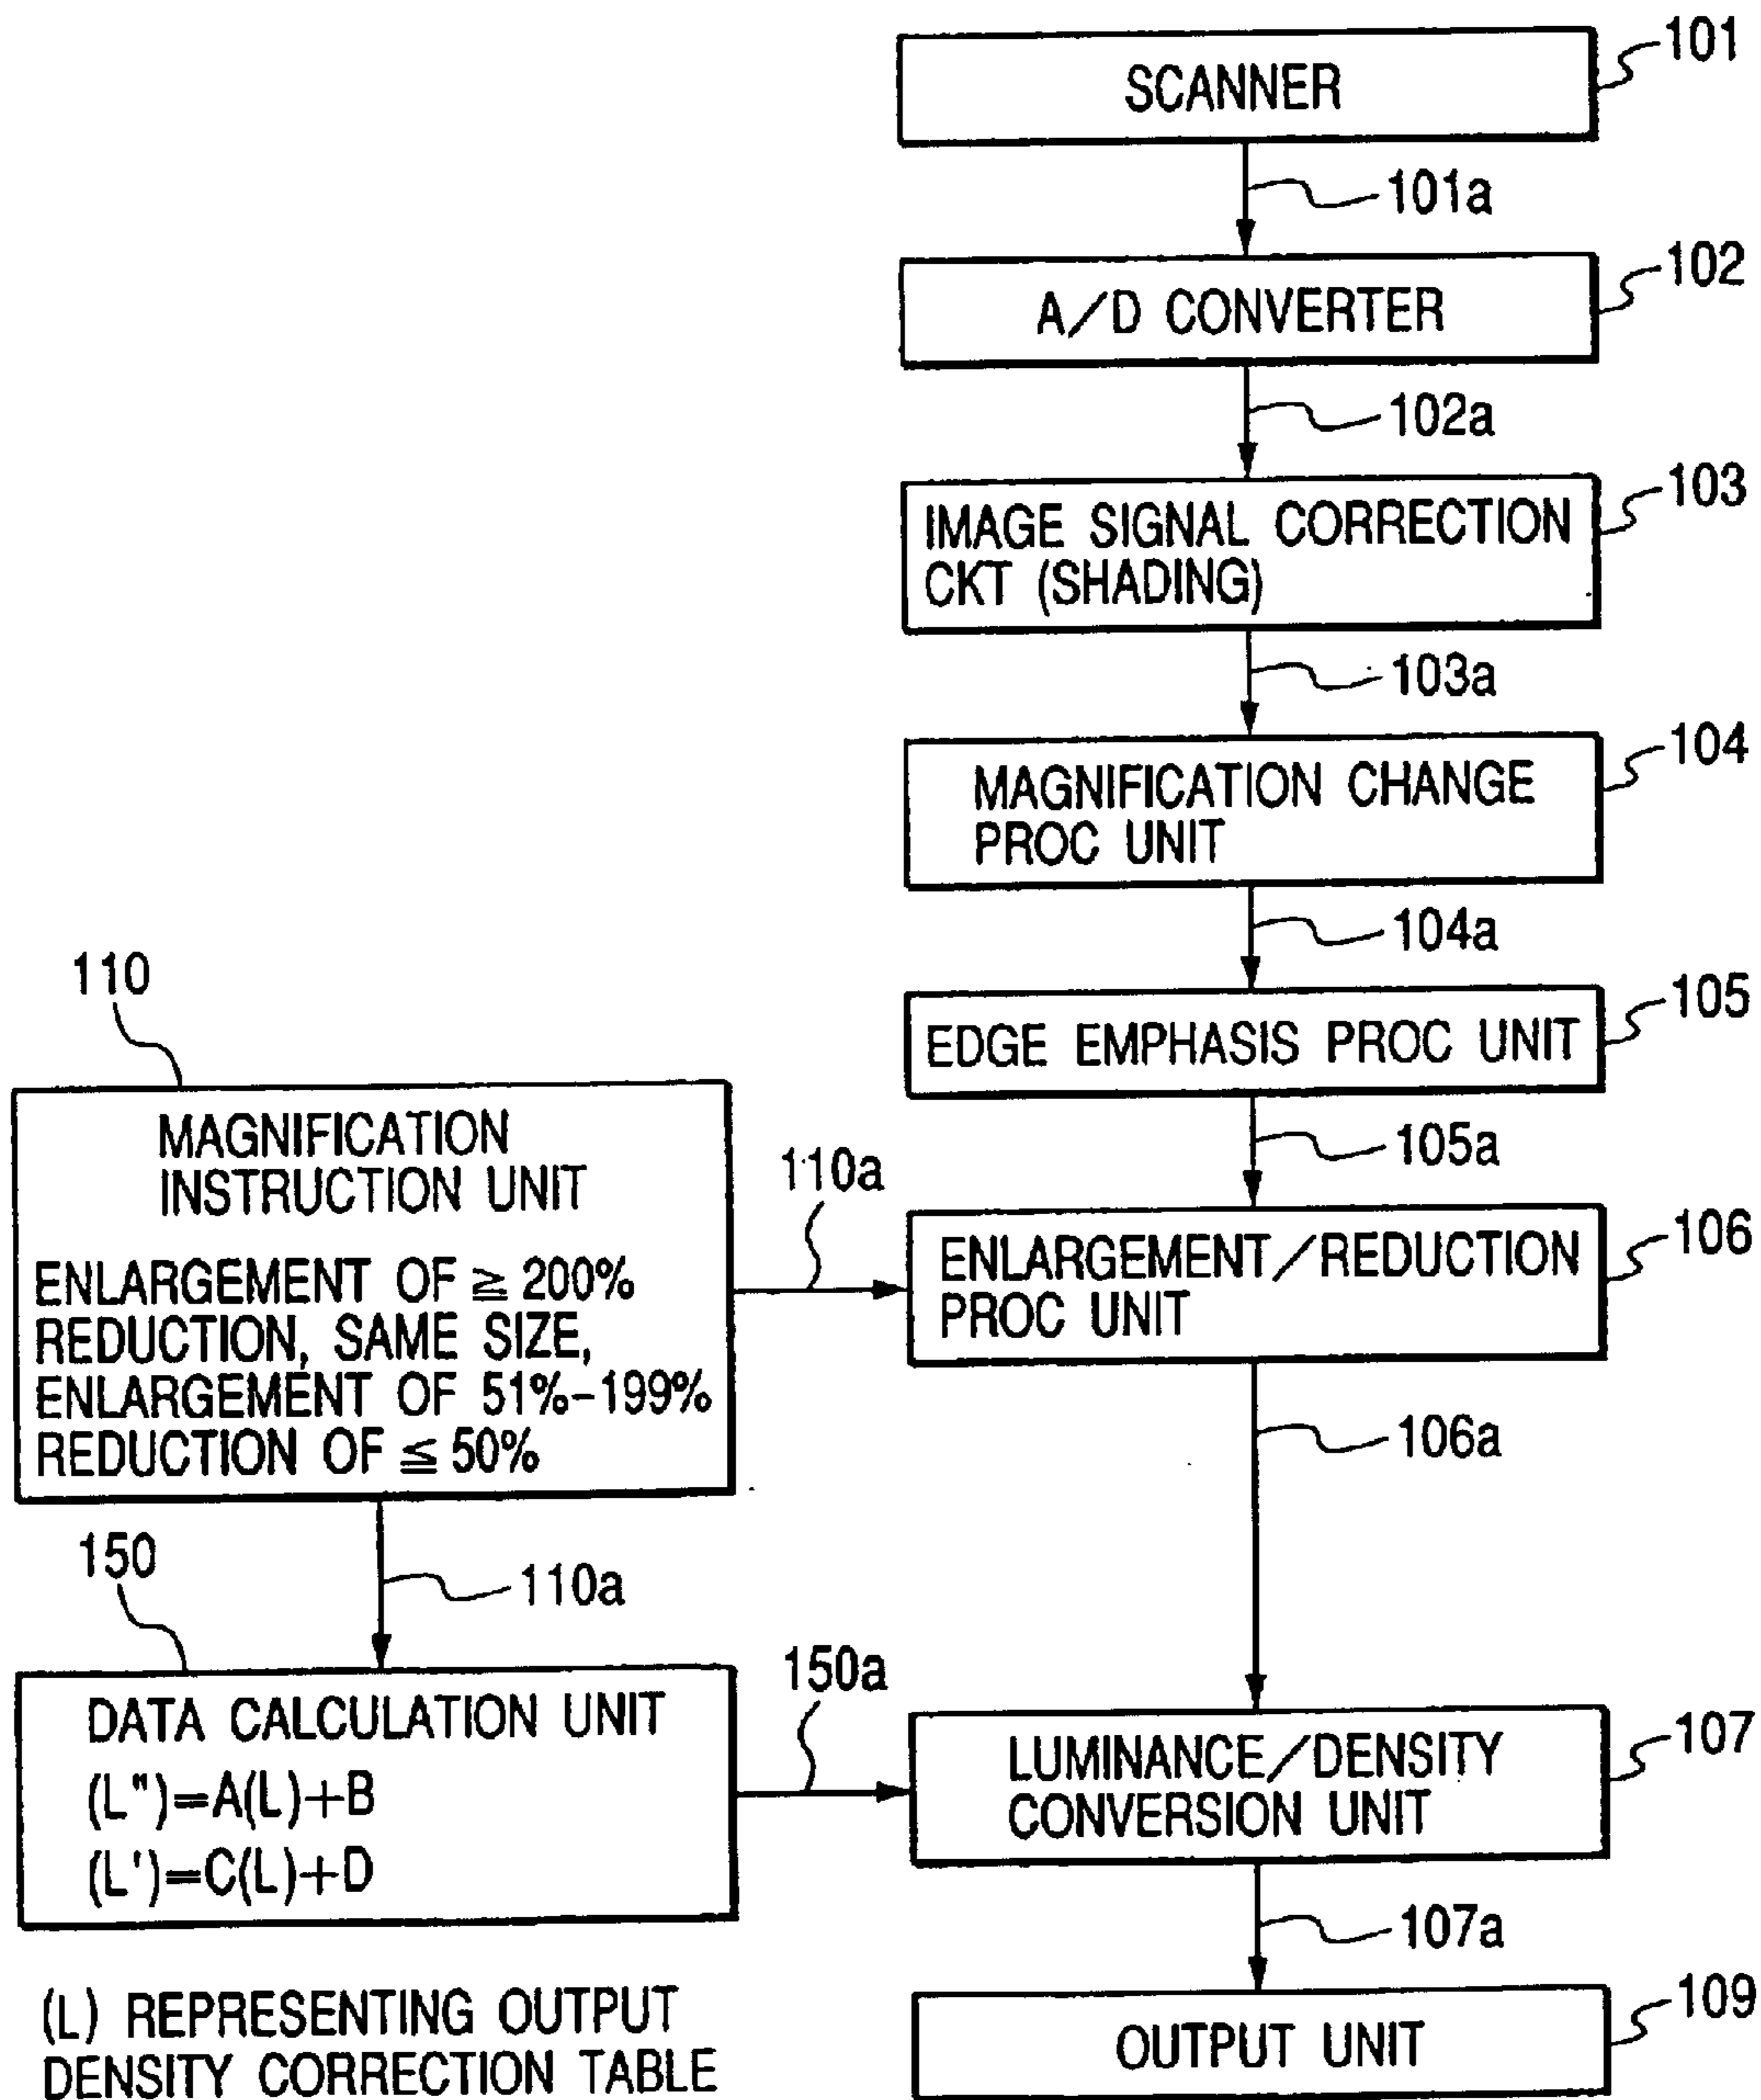 SCANNER
101
101a
A/D CONVERTER
102
102a
IMAGE SIGNAL CORRECTION
CKT (SHADING)
103
103a
MAGNIFICATION CHANGE
PROC UNIT
104
104a
EDGE EMPHASIS PROC UNIT
105
105a
110
MAGNIFICATION
INSTRUCTION UNIT
ENLARGEMENT OF ≧ 200%
REDUCTION, SAME SIZE,
ENLARGEMENT OF 51%-199%
REDUCTION OF ≦ 50%
110a
ENLARGEMENT/REDUCTION
PROC UNIT
106
106a
110a
150
DATA CALCULATION UNIT
(L")=A(L)+B
(L')=C(L)+D
150a
LUMINANCE/DENSITY
CONVERSION UNIT
107
107a
(L) REPRESENTING OUTPUT
DENSITY CORRECTION TABLE
OUTPUT UNIT
109